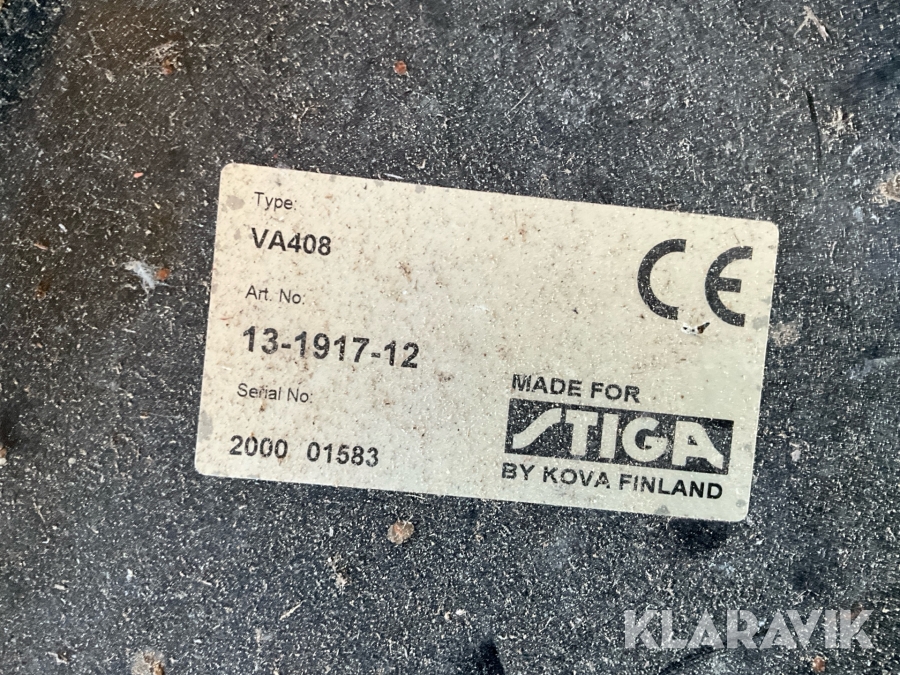 Type:
VA408
Art. No:
13-1917-12
Serial No:
2000 01583
CE
MADE FOR
STIGA
BY KOVA FINLAND
KLARAVIK